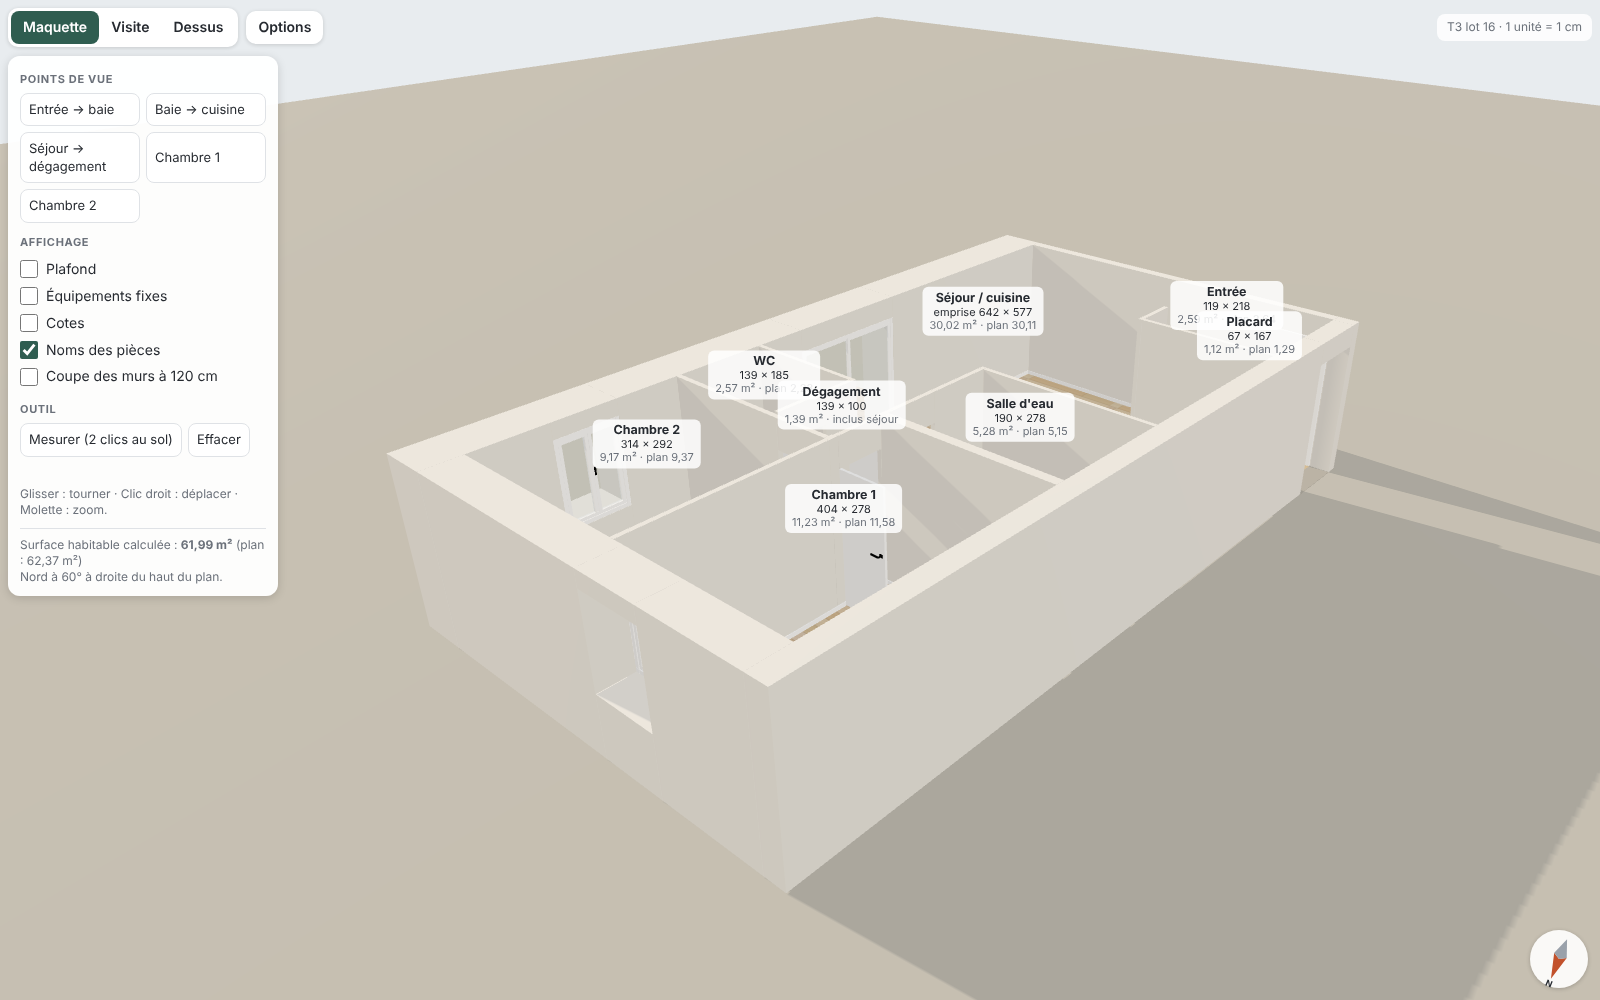 Maquette
Visite
Dessus
Options
T3 lot 16 · 1 unité = 1 cm
POINTS DE VUE
Entrée → baie
Baie → cuisine
Séjour →
dégagement
Chambre 1
Chambre 2
AFFICHAGE
Plafond
Équipements fixes
Cotes
Noms des pièces
Coupe des murs à 120 cm
OUTIL
Mesurer (2 clics au sol)
Effacer
Glisser : tourner · Clic droit : déplacer ·
Molette : zoom.
Surface habitable calculée : 61,99 m² (plan
: 62,37 m²)
Nord à 60° à droite du haut du plan.
Entrée
119 × 218
2,59
Placard
67 × 167
1,12 m² · plan 1,29
Séjour / cuisine
emprise 642 × 577
30,02 m² · plan 30,11
WC
139 × 185
2,57 m² · plan
Dégagement
139 × 100
1,39 m² · inclus séjour
Salle d'eau
190 × 278
5,28 m² · plan 5,15
Chambre 2
314 × 292
9,17 m² · plan 9,37
Chambre 1
404 × 278
11,23 m² · plan 11,58
N